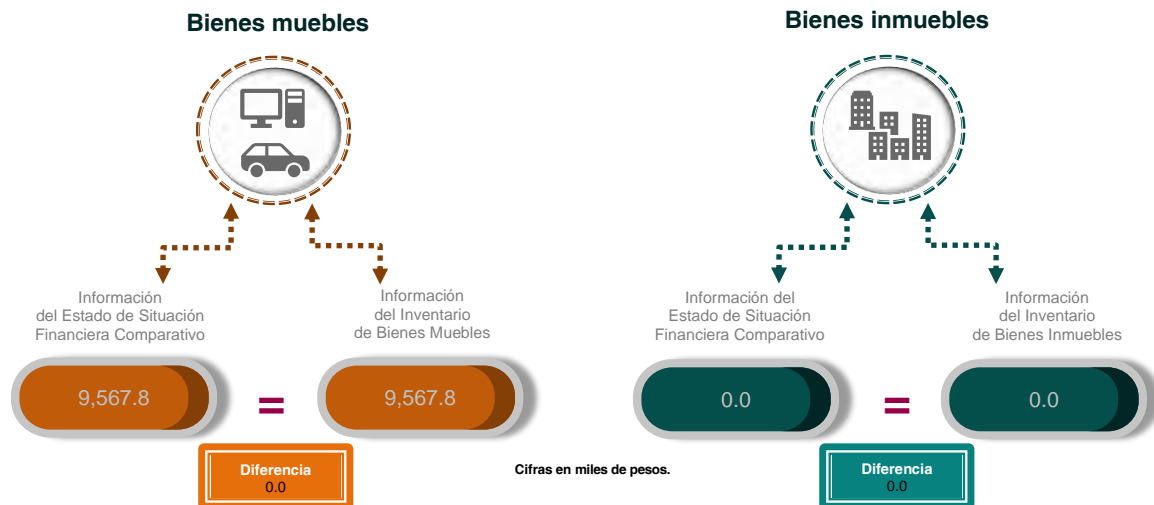 Bienes muebles
Información
del Estado de Situación
Financiera Comparativo
Información
del Inventario
de Bienes Muebles
9,567.8
=
9,567.8
Diferencia
0.0
Cifras en miles de pesos.
Bienes inmuebles
Información del
Estado de Situación
Financiera Comparativo
Información
del Inventario
de Bienes Inmuebles
0.0
=
0.0
Diferencia
0.0